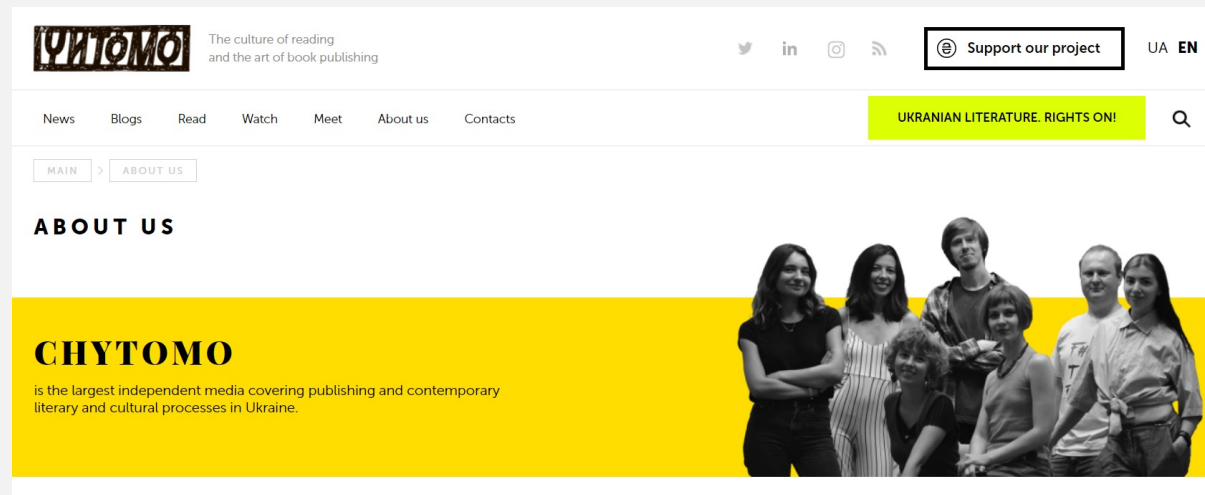 ЧИТОМО
The culture of reading
and the art of book publishing
in
₴ Support our project
UA EN
News Blogs Read Watch Meet About us Contacts
UKRANIAN LITERATURE. RIGHTS ON!
MAIN > ABOUT US
ABOUT US
CHYTOMO
is the largest independent media covering publishing and contemporary
literary and cultural processes in Ukraine.